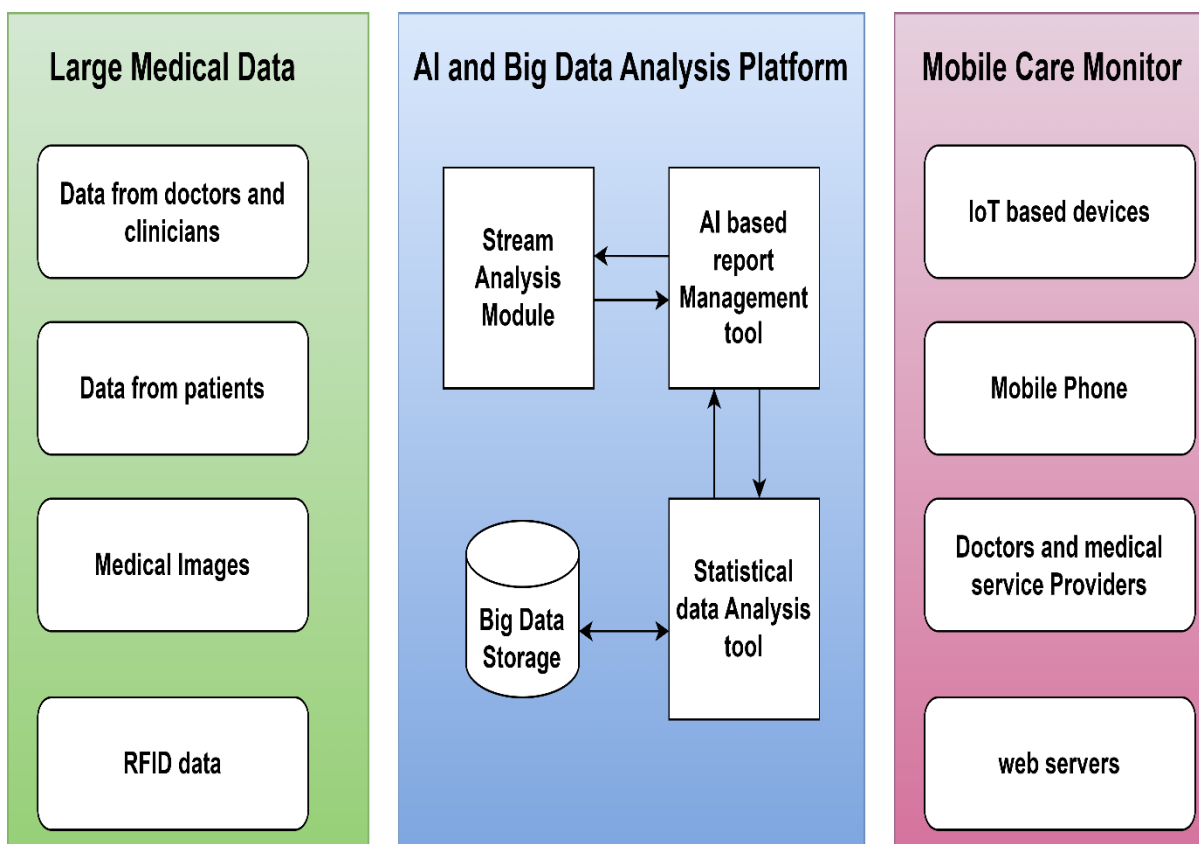 Large Medical Data
Data from doctors and
clinicians
Data from patients
Medical Images
RFID data
AI and Big Data Analysis Platform
Stream
Analysis
Module
AI based
report
Management
tool
Big Data
Storage
Statistical
data Analysis
tool
Mobile Care Monitor
IoT based devices
Mobile Phone
Doctors and medical
service Providers
web servers